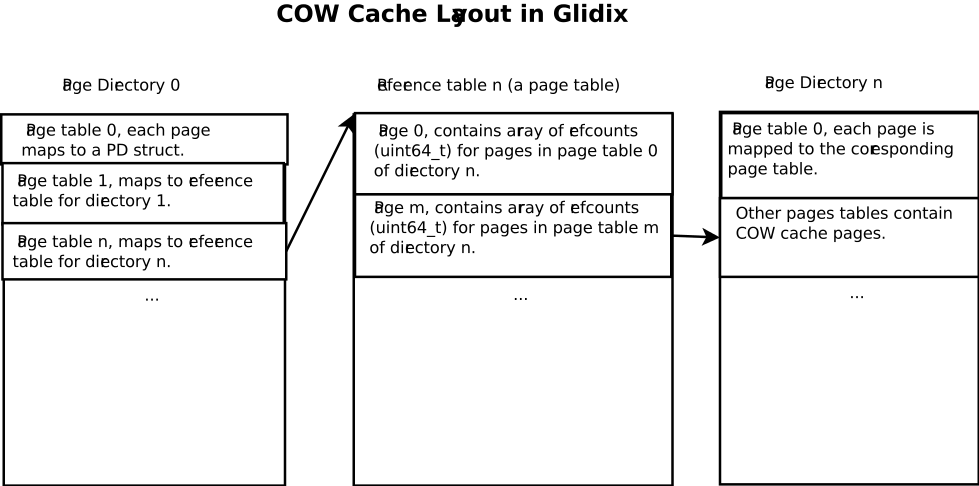 COW Cache Layout in Glidix
Page Directory 0
Page table 0, each page
maps to a PD struct.
Page table 1, maps to reference
table for directory 1.
Page table n, maps to reference
table for directory n.
...
Reference table n (a page table)
Page 0, contains array of refcounts
(uint64_t) for pages in page table 0
of directory n.
Page m, contains array of refcounts
(uint64_t) for pages in page table m
of directory n.
...
Page Directory n
Page table 0, each page is
mapped to the corresponding
page table.
Other pages tables contain
COW cache pages.
...